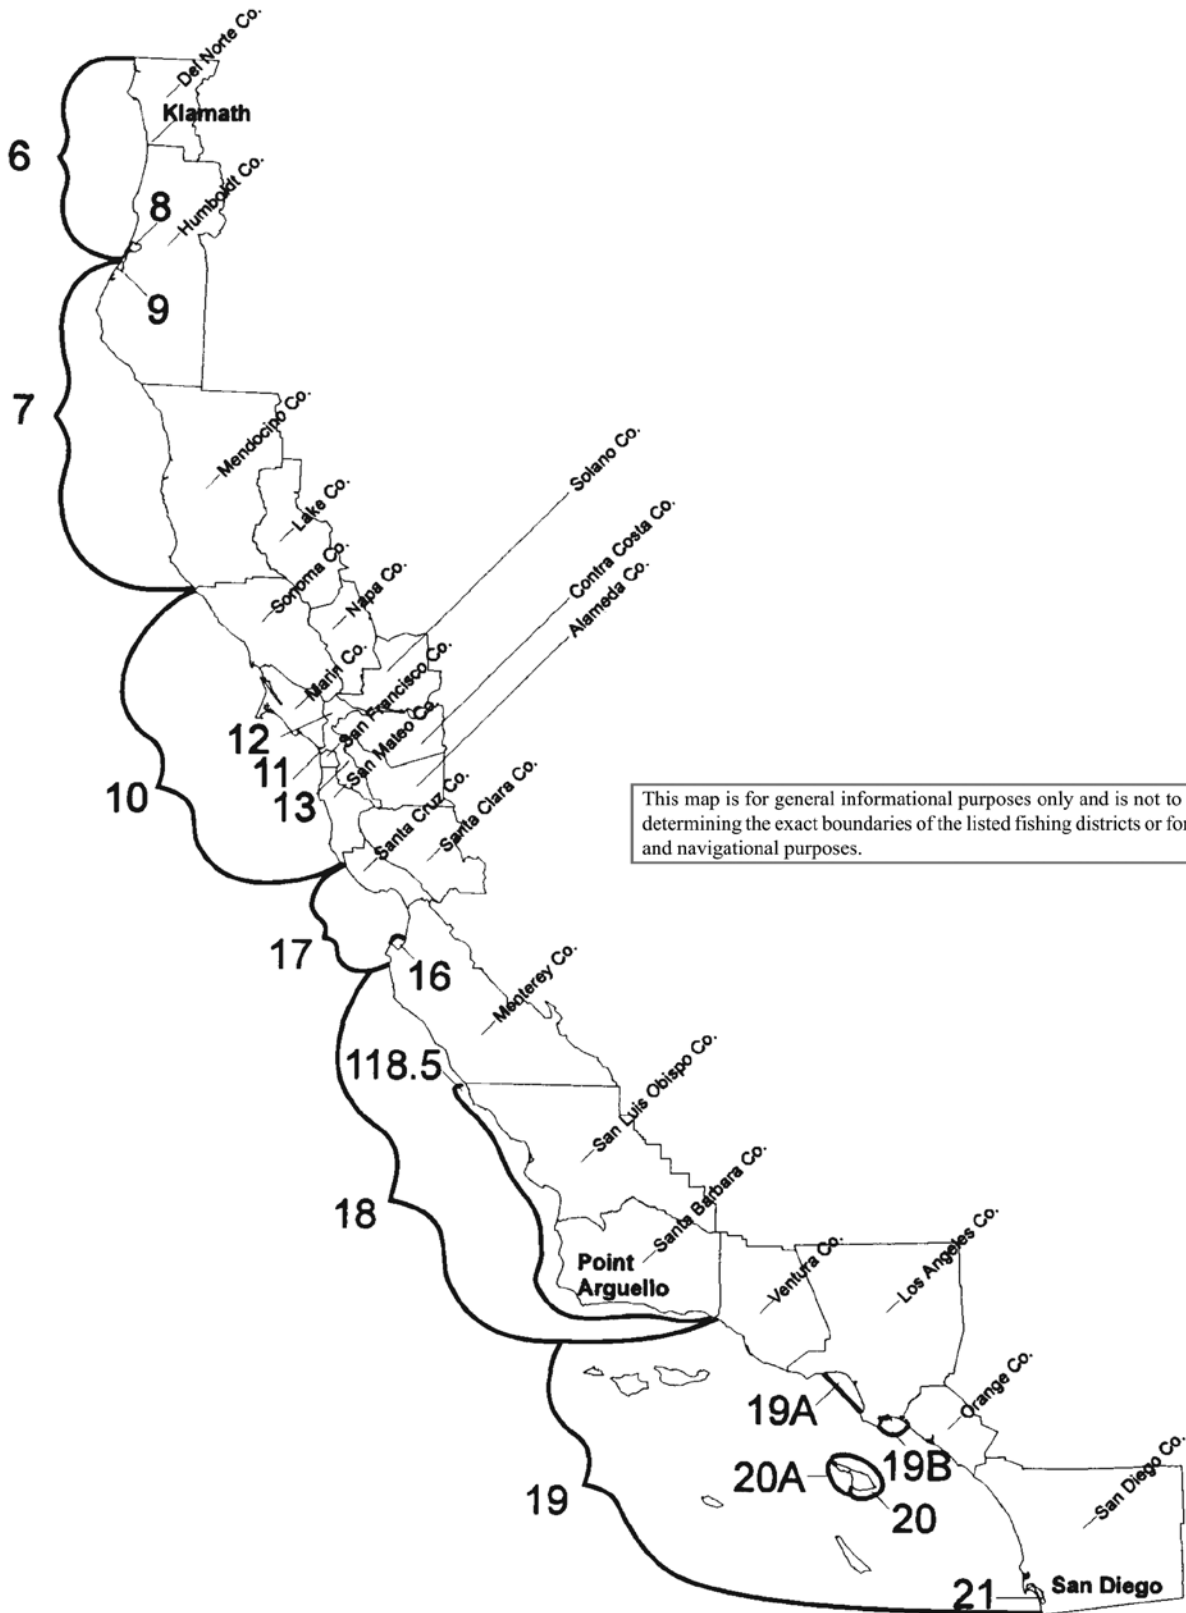 Del Norte Co.
Klamath
6
Humboldt Co.
8
9
7
Mendocino Co.
Solano Co.
Lake Co.
Contra Costa Co.
Sonoma Co.
Napa Co.
Alameda Co.
Marin Co.
San Francisco Co.
12
San Mateo Co.
11
10
13
Santa Cruz Co.
Santa Clara Co.
This map is for general informational purposes only and is not to
determining the exact boundaries of the listed fishing districts or for
and navigational purposes.
17
16
Monterey Co.
118.5
San Luis Obispo Co.
18
Santa Barbara Co.
Point
Arguello
Ventura Co.
Los Angeles Co.
19A
Orange Co.
19B
20A
19
20
San Diego Co.
21
San Diego